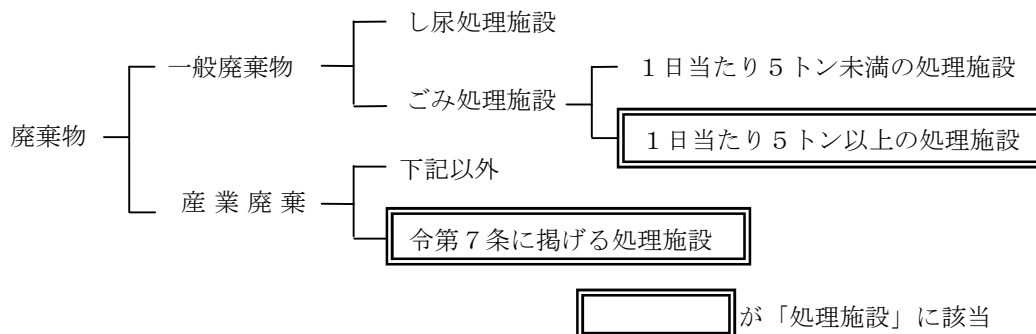 し尿処理施設
一般廃棄物
１日当たり５トン未満の処理施設
ごみ処理施設
廃棄物
１日当たり５トン以上の処理施設
下記以外
産業廃棄
令第７条に掲げる処理施設
が「処理施設」に該当